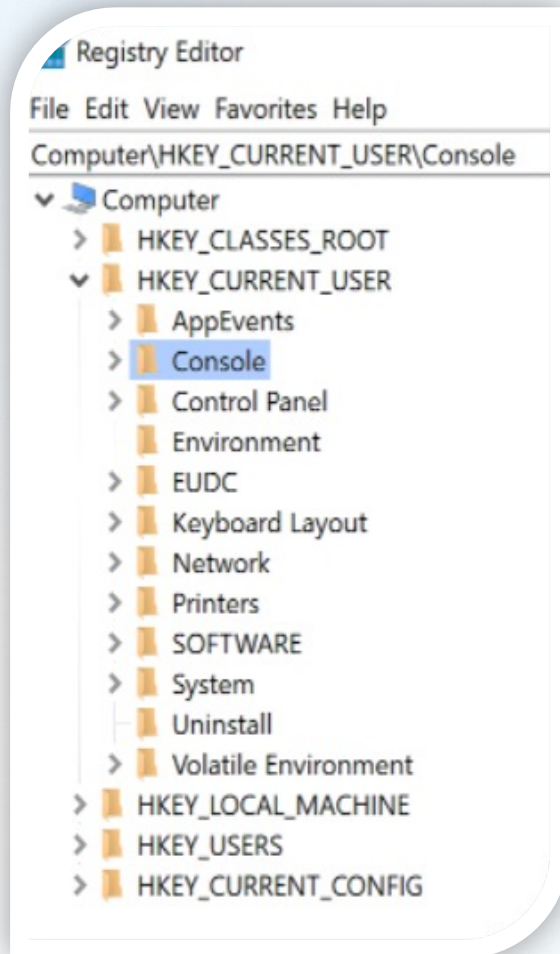 Registry Editor
File Edit View Favorites Help
Computer\HKEY_CURRENT_USER\Console
Computer
HKEY_CLASSES_ROOT
HKEY_CURRENT_USER
AppEvents
Console
Control Panel
Environment
EUDC
Keyboard Layout
Network
Printers
SOFTWARE
System
Uninstall
Volatile Environment
HKEY_LOCAL_MACHINE
HKEY_USERS
HKEY_CURRENT_CONFIG